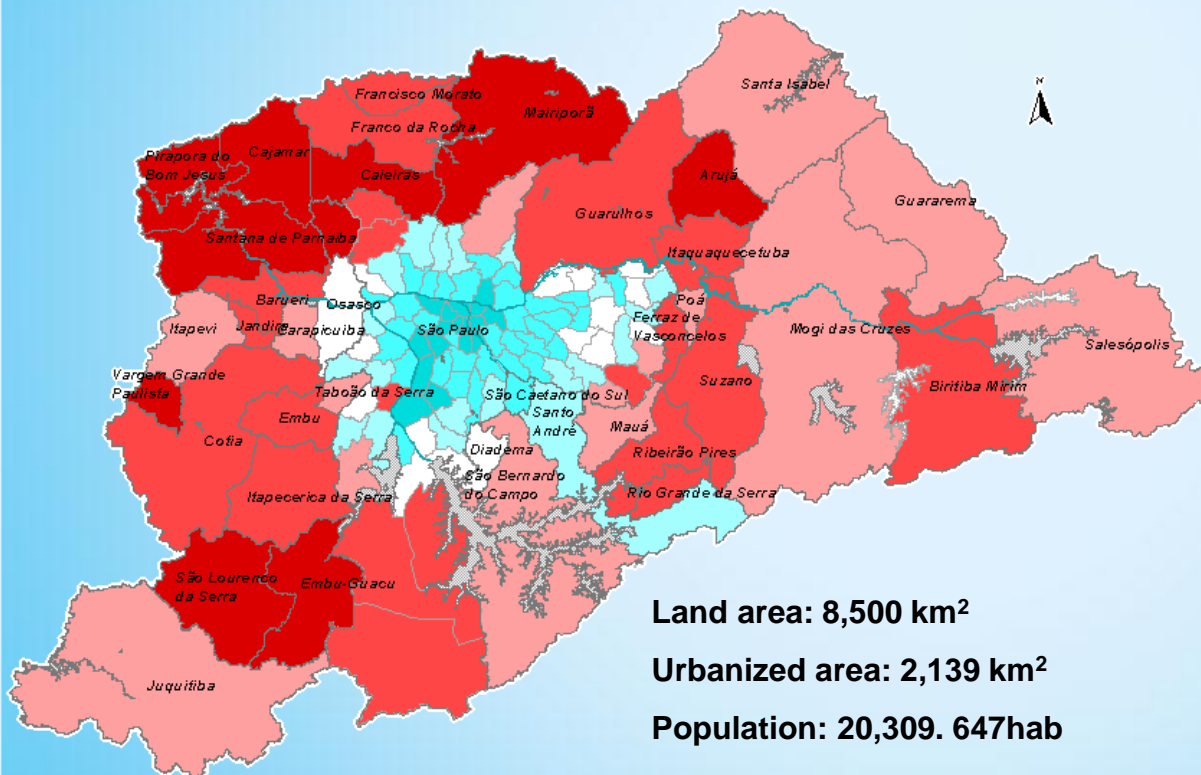 N
Santa Isabel
Francisco Morato
Mairiporã
Franco da Rocha
Pirapora do
Bom Jesus
Cajamar
Caieiras
Arujá
Guararema
Guarulhos
Santana de Parnaíba
Itaquaquecetuba
Barueri
Osasco
Poá
Itapevi
Jandira
Carapicuiba
São Paulo
Ferraz de
Vasconcelos
Mogi das Cruzes
Salesópolis
Vargem Grande
Paulista
Taboão da Serra
São Caetano do Sul
Suzano
Biritiba Mirim
Cotia
Embu
Santo
André
Mauá
Diadema
Ribeirão Pires
Itapecerica da Serra
São Bernardo
do Campo
Rio Grande da Serra
São Lourenco
da Serra
Embu-Guacu
Juquitiba
Land area: 8,500 km²
Urbanized area: 2,139 km²
Population: 20,309. 647hab